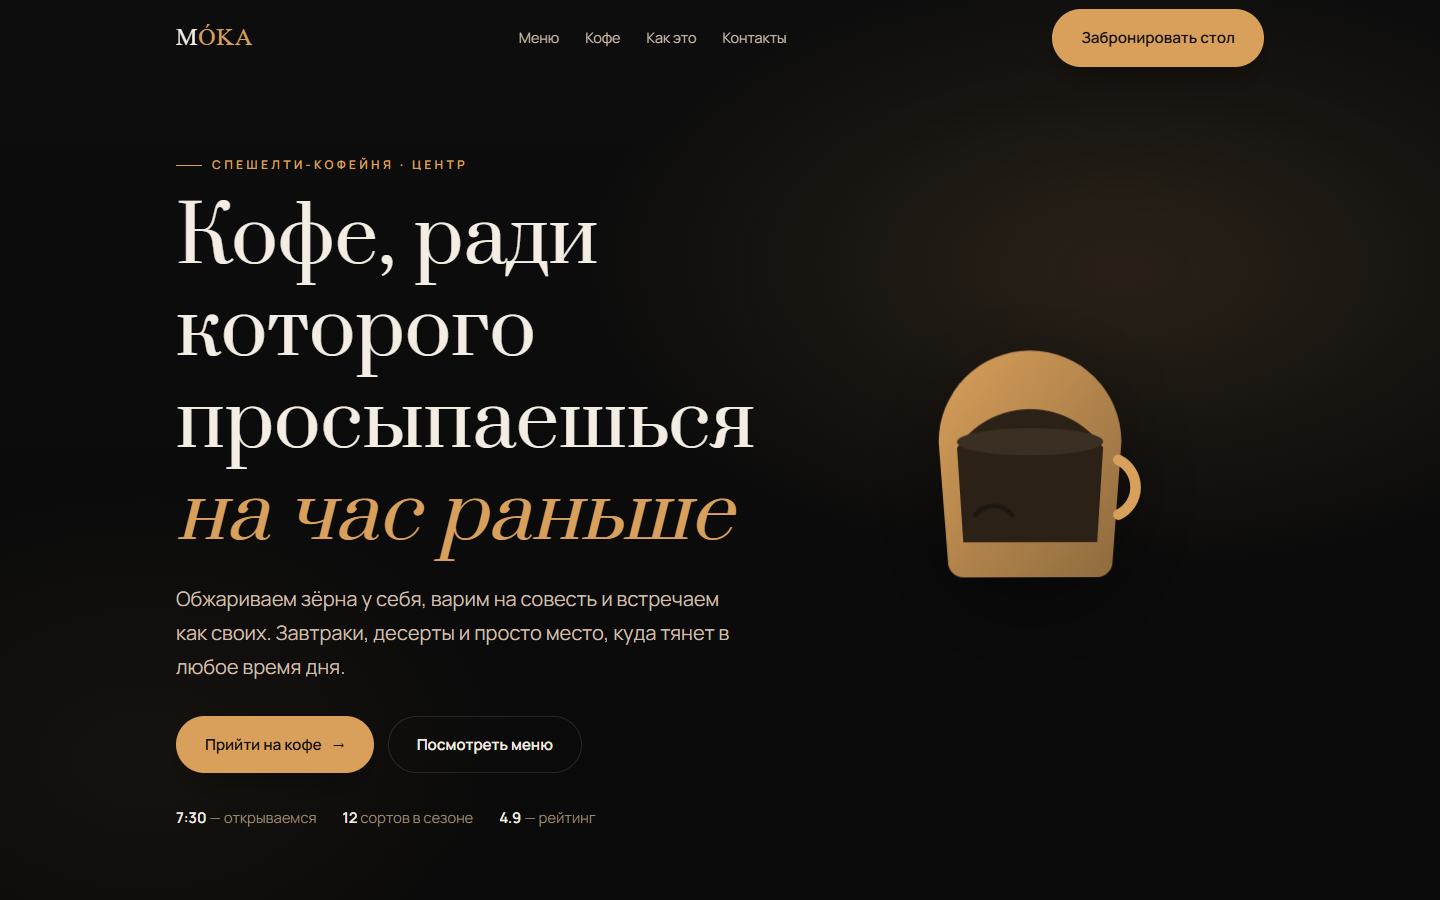 МÓКА
Меню Кофе Как это Контакты
Забронировать стол
СПЕШЕЛТИ-КОФЕЙНЯ · ЦЕНТР
Кофе, ради
которого
просыпаешься
на час раньше
Обжариваем зёрна у себя, варим на совесть и встречаем
как своих. Завтраки, десерты и просто место, куда тянет в
любое время дня.
Прийти на кофе →
Посмотреть меню
7:30 — открываемся 12 сортов в сезоне 4.9 — рейтинг